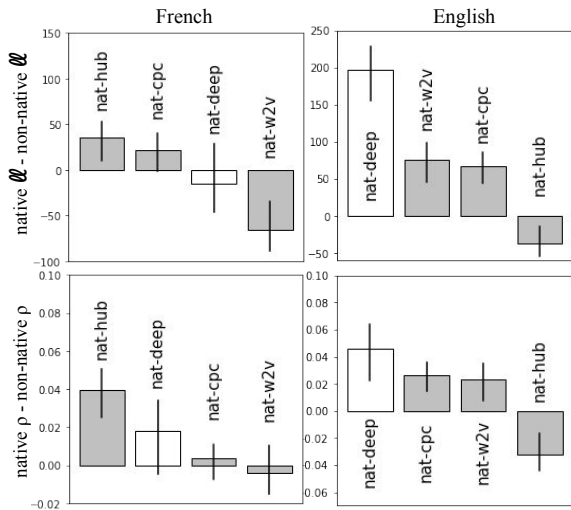 French
English
native ℓℓ - non-native ℓℓ
150
100
50
0
−50
−100
nat-hub
nat-cpc
nat-deep
nat-w2v
250
200
150
100
50
0
−50
nat-deep
nat-w2v
nat-cpc
nat-hub
native ρ - non-native ρ
0.10
0.08
0.06
0.04
0.02
0.00
−0.02
nat-hub
nat-deep
nat-cpc
nat-w2v
0.10
0.08
0.06
0.04
0.02
0.00
0.02
0.04
0.06
nat-deep
nat-cpc
nat-w2v
nat-hub